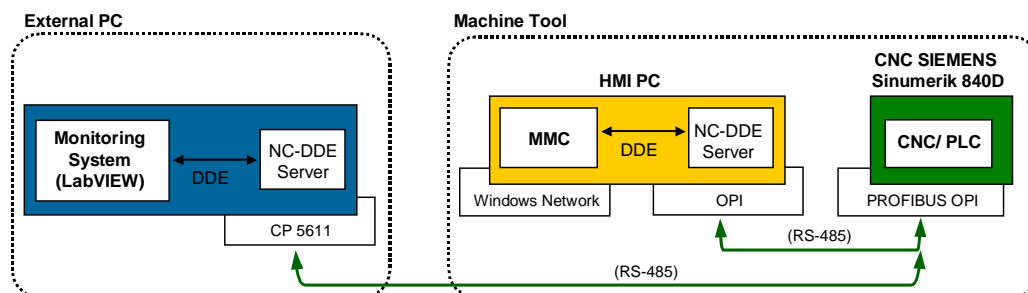 External PC
Machine Tool
CNC SIEMENS
Sinumerik 840D
HMI PC
Monitoring
System
(LabVIEW)
DDE
NC-DDE
Server
MMC
DDE
NC-DDE
Server
CNC/ PLC
CP 5611
Windows Network
OPI
PROFIBUS OPI
(RS-485)
(RS-485)